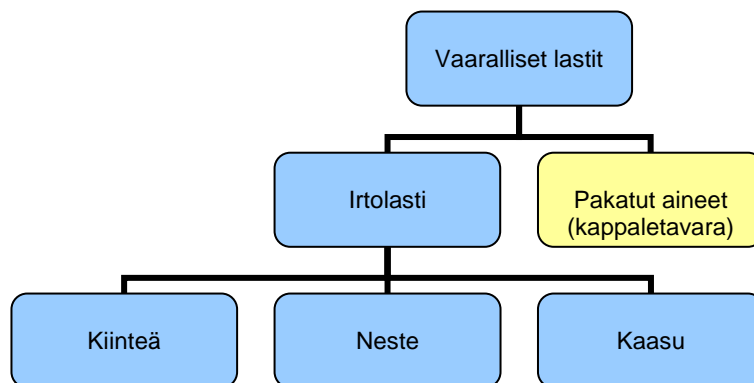 Vaaralliset lastit
Irtolasti
Pakatut aineet
(kappaletavara)
Kiinteä
Neste
Kaasu